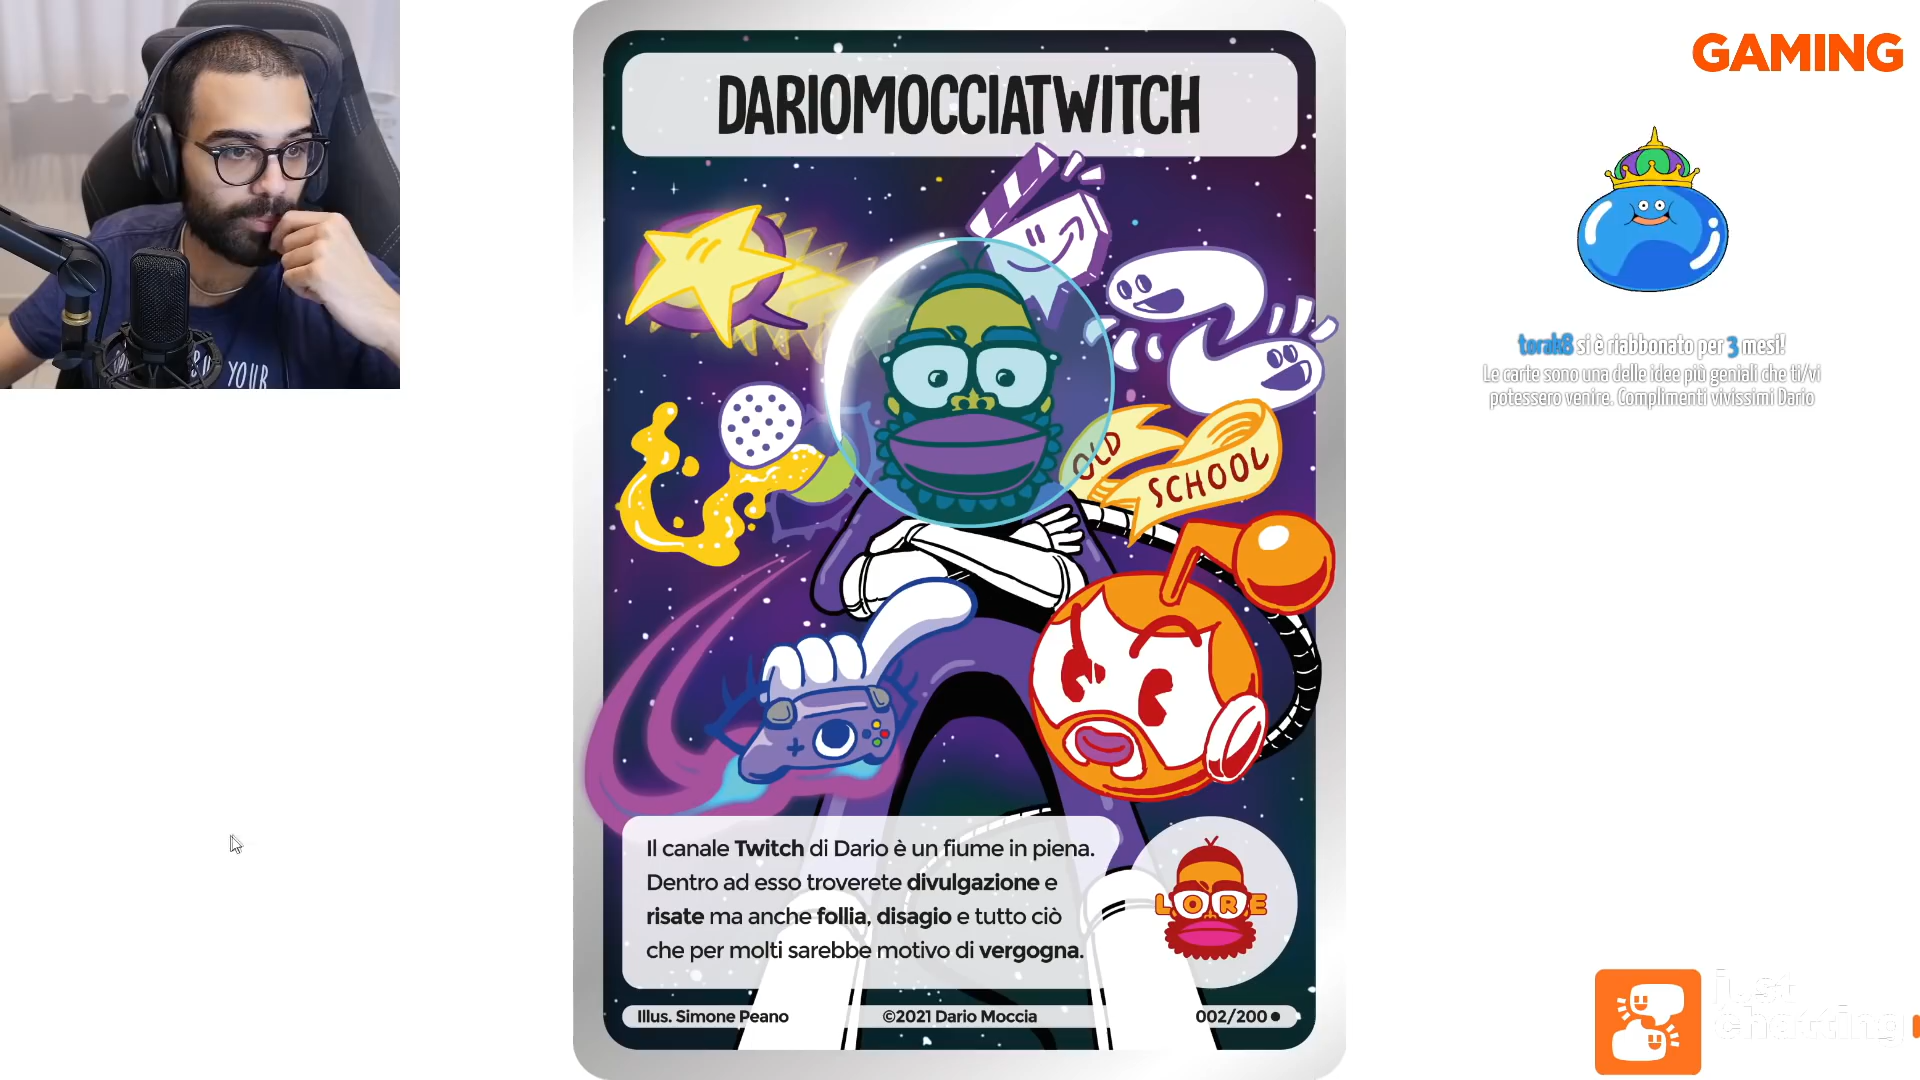 GAMING
DARIOMOCCIATWITCH
torak8 si è riabbonato per 3 mesi!
Le carte sono una delle idee più geniali che ti/vi
potessero venire. Complimenti vivissimi Dario
YOUR
OLD
SCHOOL
Il canale Twitch di Dario è un fiume in piena.
Dentro ad esso troverete divulgazione e
risate ma anche follia, disagio e tutto ciò
che per molti sarebbe motivo di vergogna.
LORE
Illus. Simone Peano
©2021 Dario Moccia
002/200
just
chatting